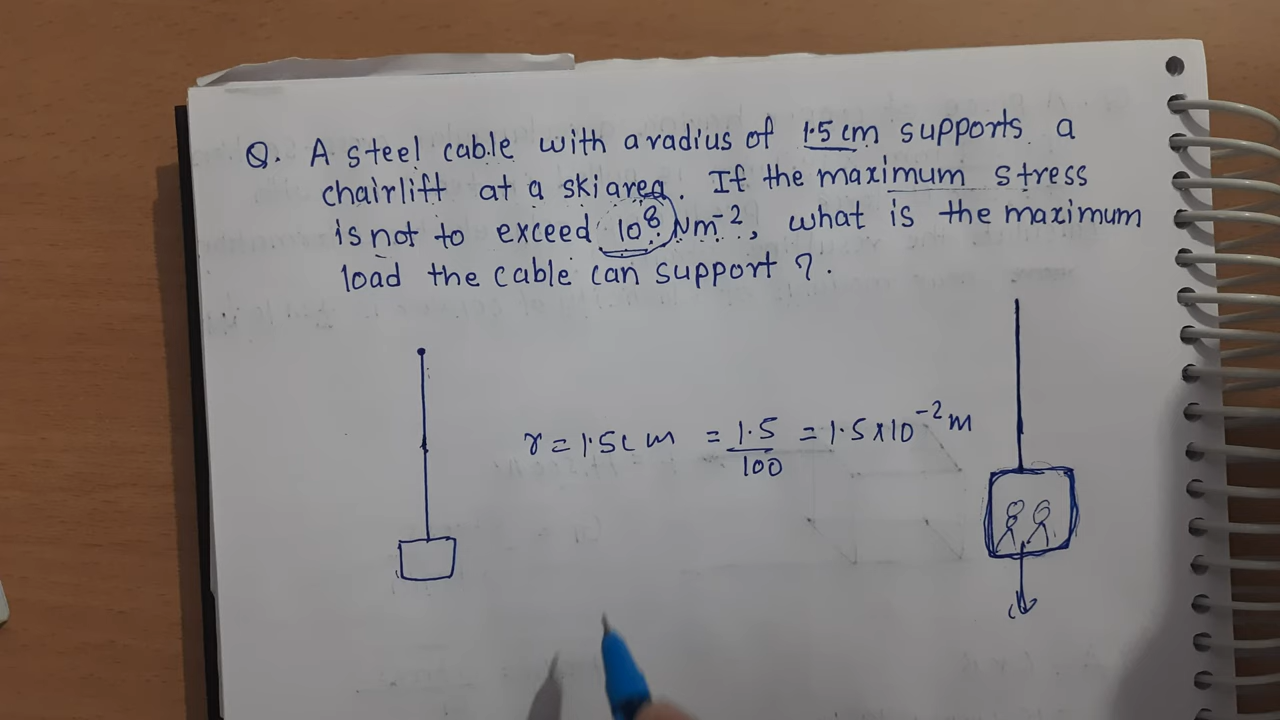 Q. A steel cable with a radius of 1.5 cm supports a
chairlift at a ski area. If the maximum stress
is not to exceed 10⁸ Nm⁻², what is the maximum
load the cable can support ?.
r = 1.5cm = 1.5/100 = 1.5×10⁻² m